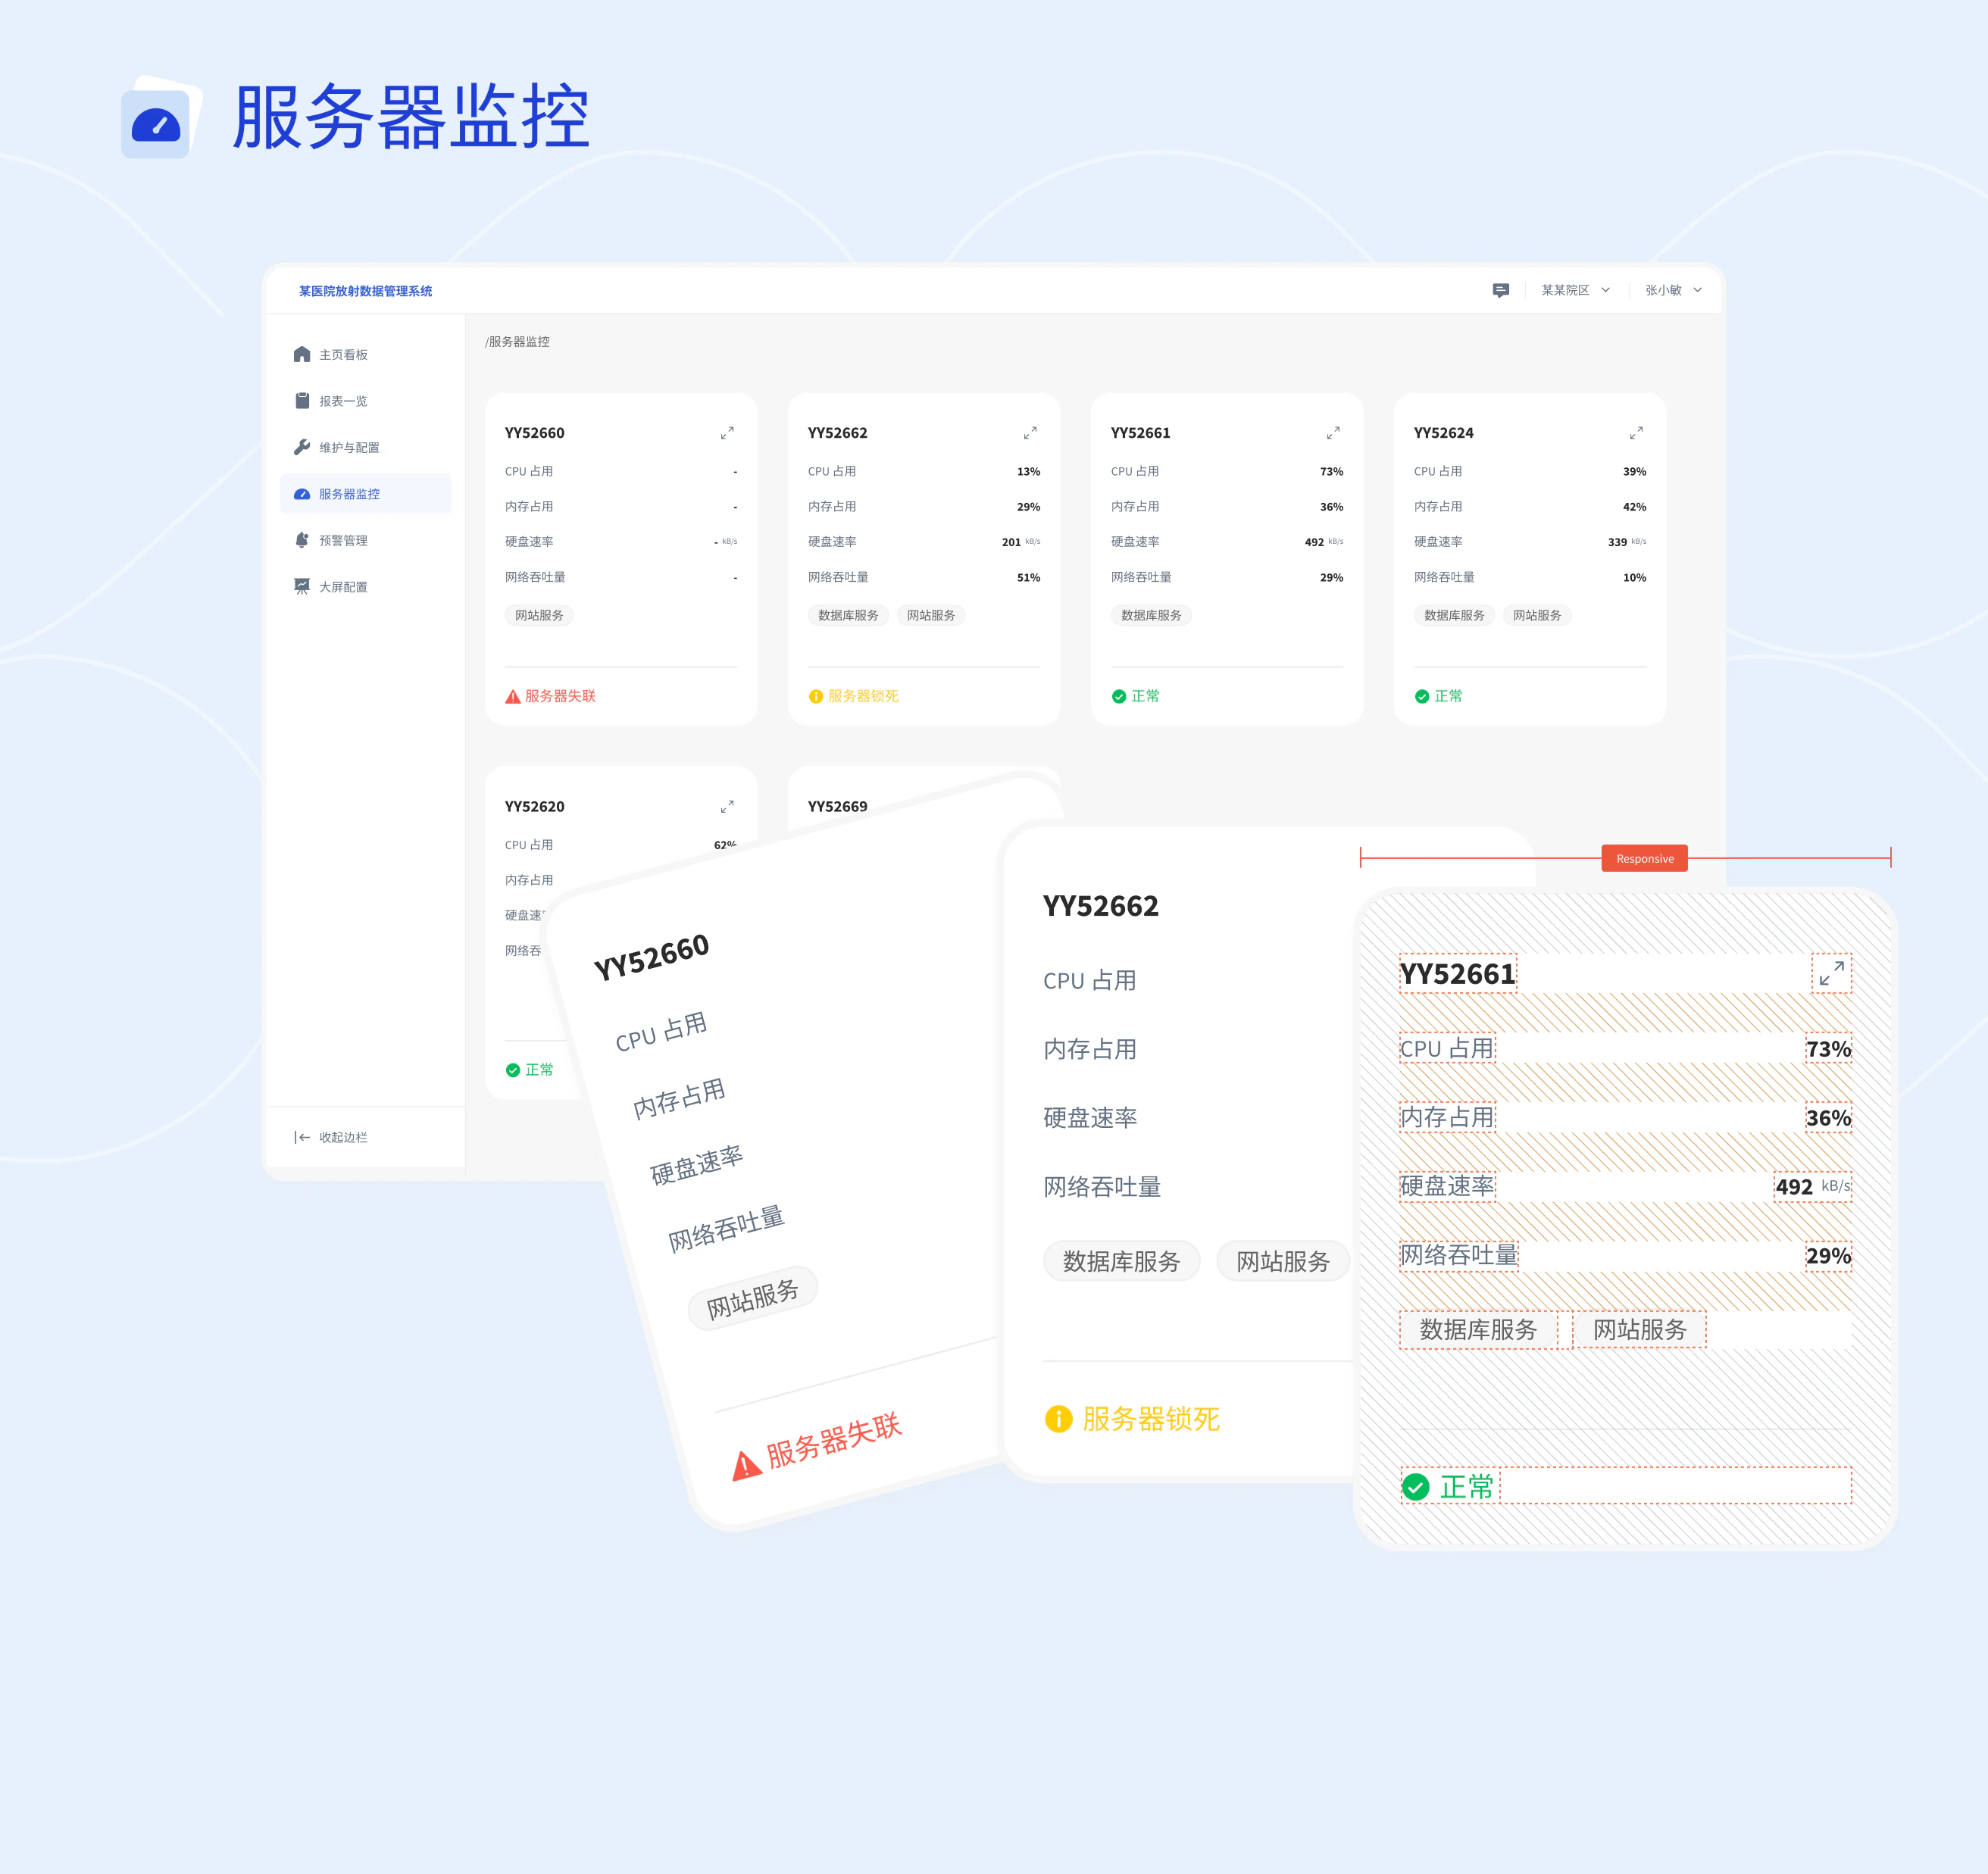 服务器监控
某医院放射数据管理系统
某某院区
张小敏
主页看板
报表一览
维护与配置
服务器监控
预警管理
大屏配置
收起边栏
/服务器监控
YY52660
CPU 占用 -
内存占用 -
硬盘速率 - kB/s
网络吞吐量 -
网站服务
服务器失联
YY52662
CPU 占用 13%
内存占用 29%
硬盘速率 201 kB/s
网络吞吐量 51%
数据库服务 网站服务
服务器锁死
YY52661
CPU 占用 73%
内存占用 36%
硬盘速率 492 kB/s
网络吞吐量 29%
数据库服务
正常
YY52624
CPU 占用 39%
内存占用 42%
硬盘速率 339 kB/s
网络吞吐量 10%
数据库服务 网站服务
正常
YY52620
CPU 占用 62%
内存占用
硬盘速
网络吞
正常
YY52669
YY52660
CPU 占用
内存占用
硬盘速率
网络吞吐量
网站服务
服务器失联
YY52662
CPU 占用
内存占用
硬盘速率
网络吞吐量
数据库服务 网站服务
服务器锁死
Responsive
YY52661
CPU 占用 73%
内存占用 36%
硬盘速率 492 kB/s
网络吞吐量 29%
数据库服务 网站服务
正常